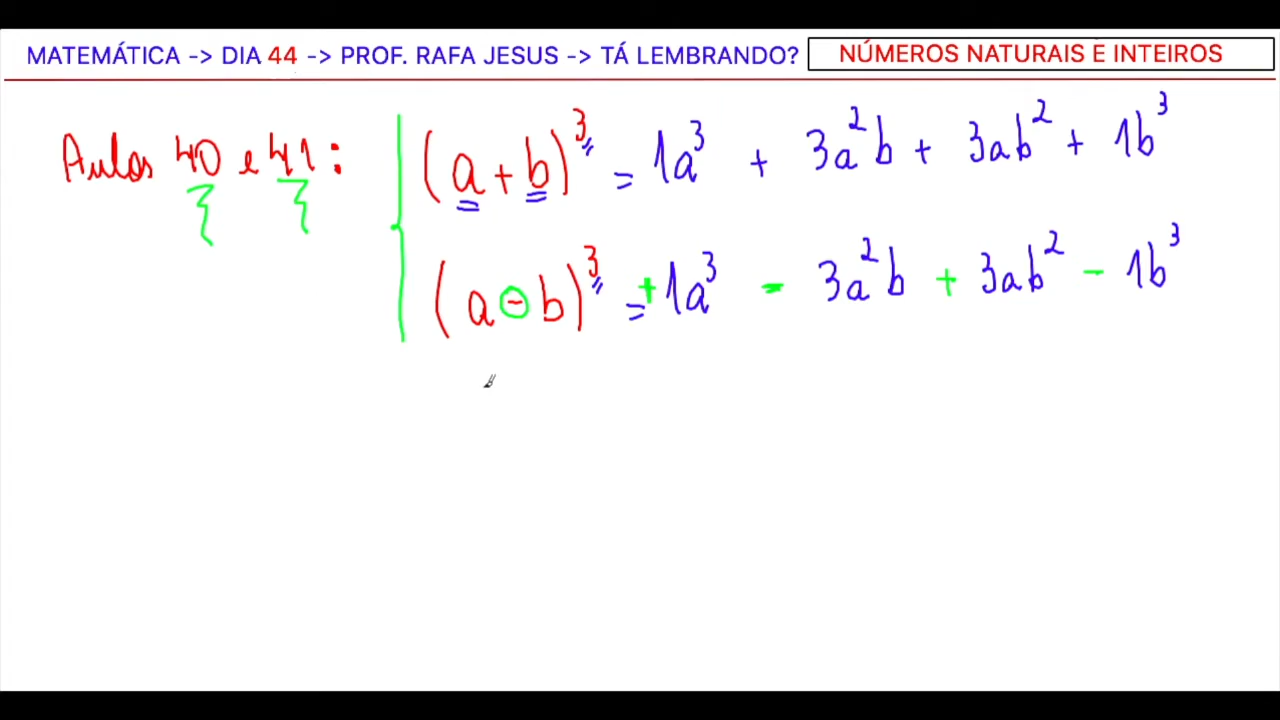 MATEMÁTICA -> DIA 44 -> PROF. RAFA JESUS -> TÁ LEMBRANDO? NÚMEROS NATURAIS E INTEIROS
Aulas 40 e 41: (a + b)³ = 1a³ + 3a²b + 3ab² + 1b³
(a - b)³ = +1a³ - 3a²b + 3ab² - 1b³